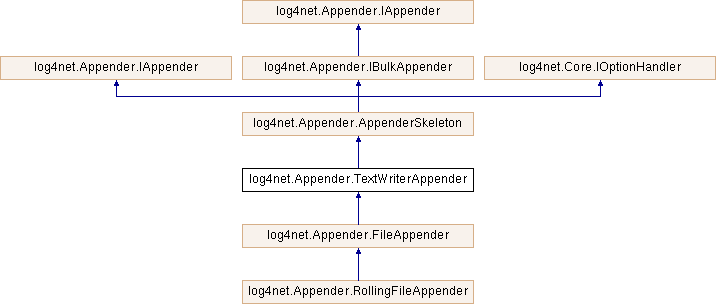 log4net.Appender.IAppender
log4net.Appender.IAppender
log4net.Appender.IBulkAppender
log4net.Core.IOptionHandler
log4net.Appender.AppenderSkeleton
log4net.Appender.TextWriterAppender
log4net.Appender.FileAppender
log4net.Appender.RollingFileAppender